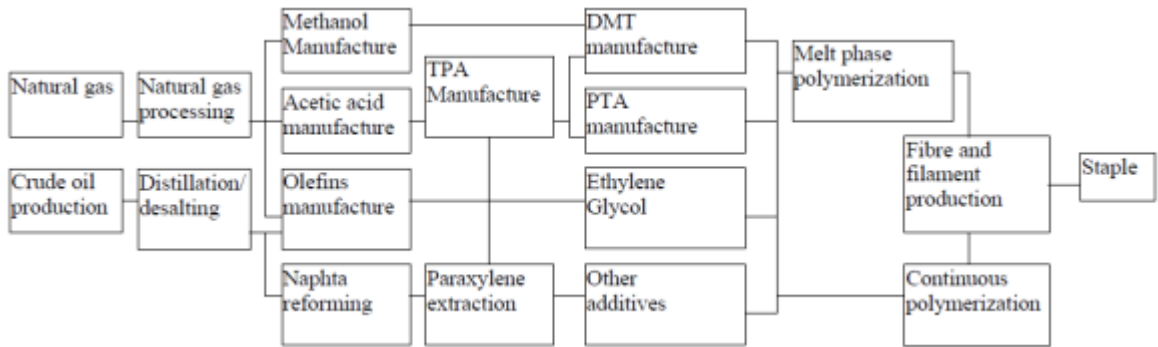 Natural gas
Natural gas
processing
Methanol
Manufacture
Acetic acid
manufacture
TPA
Manufacture
DMT
manufacture
PTA
manufacture
Melt phase
polymerization
Crude oil
production
Distillation/
desalting
Olefins
manufacture
Ethylene
Glycol
Fibre and
filament
production
Staple
Naphta
reforming
Paraxylene
extraction
Other
additives
Continuous
polymerization